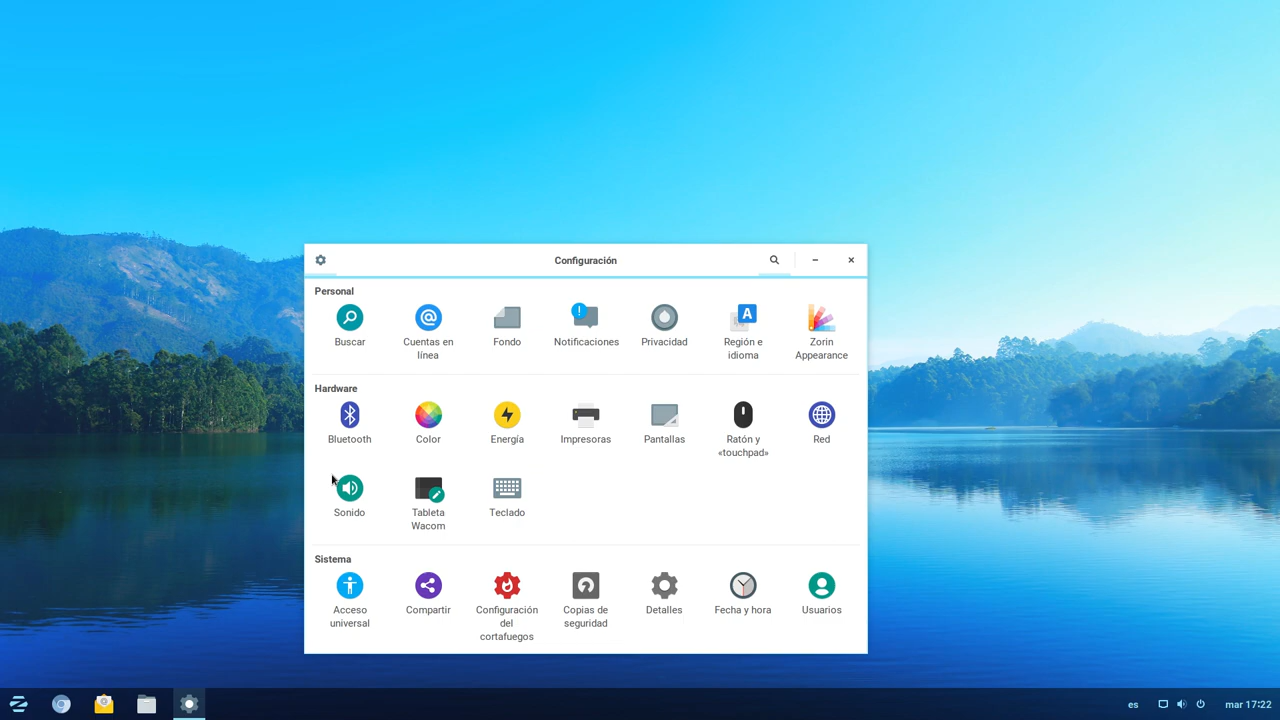 Configuración
Personal
Buscar
Cuentas en
línea
Fondo
Notificaciones
Privacidad
Región e
idioma
Zorin
Appearance
Hardware
Bluetooth
Color
Energía
Impresoras
Pantallas
Ratón y
«touchpad»
Red
Sonido
Tableta
Wacom
Teclado
Sistema
Acceso
universal
Compartir
Configuración
del
cortafuegos
Copias de
seguridad
Detalles
Fecha y hora
Usuarios
es
mar 17:22